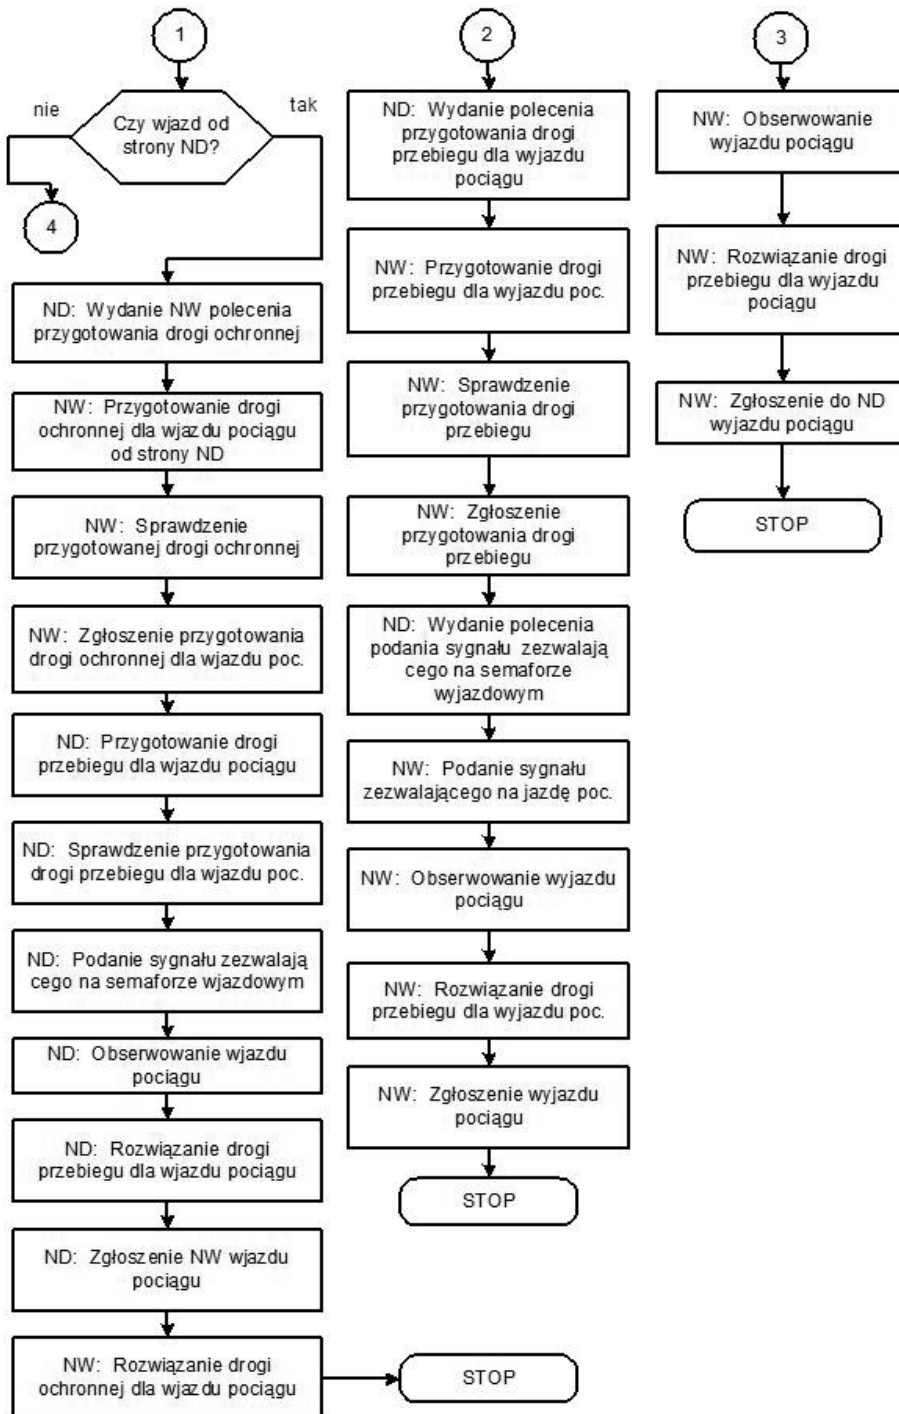 1
nie
tak
Czy wjazd od
strony ND?
4
ND: Wydanie NW polecenia
przygotowania drogi ochronnej
NW: Przygotowanie drogi
ochronnej dla wjazdu pociągu
od strony ND
NW: Sprawdzenie
przygotowanej drogi ochronnej
NW: Zgłoszenie przygotowania
drogi ochronnej dla wjazdu poc.
ND: Przygotowanie drogi
przebiegu dla wjazdu pociągu
ND: Sprawdzenie przygotowania
drogi przebiegu dla wjazdu poc.
ND: Podanie sygnału zezwalają
cego na semaforze wjazdowym
ND: Obserwowanie wjazdu
pociągu
ND: Rozwiązanie drogi
przebiegu dla wjazdu pociągu
ND: Zgłoszenie NW wjazdu
pociągu
NW: Rozwiązanie drogi
ochronnej dla wjazdu pociągu
STOP
2
ND: Wydanie polecenia
przygotowania drogi
przebiegu dla wyjazdu
pociągu
NW: Przygotowanie drogi
przebiegu dla wyjazdu poc.
NW: Sprawdzenie
przygotowania drogi
przebiegu
NW: Zgłoszenie
przygotowania drogi
przebiegu
ND: Wydanie polecenia
podania sygnału zezwalają
cego na semaforze
wyjazdowym
NW: Podanie sygnału
zezwalającego na jazdę poc.
NW: Obserwowanie wyjazdu
pociągu
NW: Rozwiązanie drogi
przebiegu dla wyjazdu poc.
NW: Zgłoszenie wyjazdu
pociągu
STOP
3
NW: Obserwowanie
wyjazdu pociągu
NW: Rozwiązanie drogi
przebiegu dla wyjazdu
pociągu
NW: Zgłoszenie do ND
wyjazdu pociągu
STOP